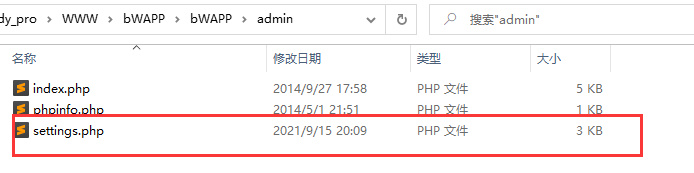 dy_pro > WWW > bWAPP > bWAPP > admin
搜索"admin"
名称 修改日期 类型 大小
index.php 2014/9/27 17:58 PHP 文件 5 KB
phpinfo.php 2014/5/1 21:51 PHP 文件 1 KB
settings.php 2021/9/15 20:09 PHP 文件 3 KB